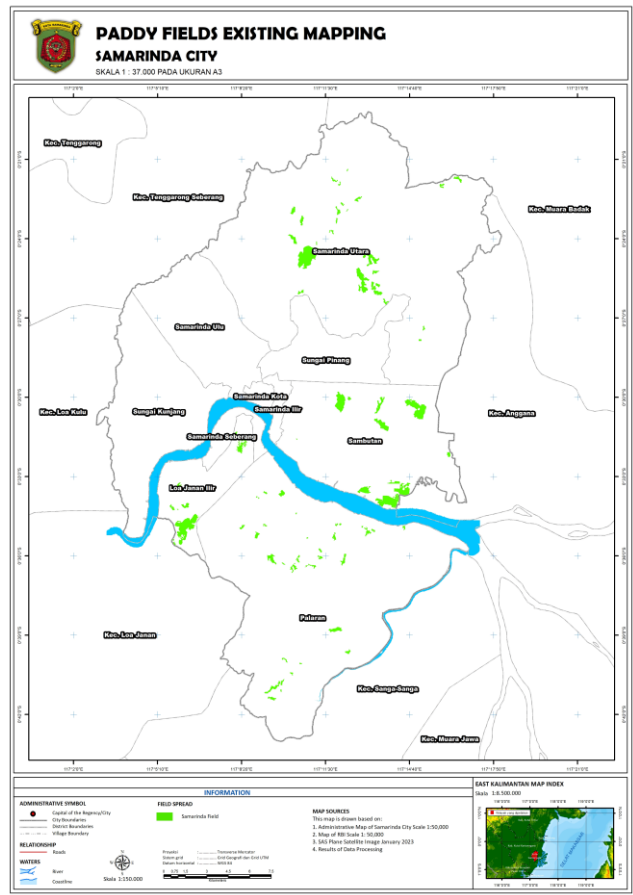 PADDY FIELDS EXISTING MAPPING
SAMARINDA CITY
SKALA 1 : 37.000 PADA UKURAN A3
Kec. Tenggarong
Kec. Tenggarong Seberang
Kec. Muara Badak
Samarinda Utara
Samarinda Ulu
Sungai Pinang
Samarinda Kota
Kec. Loa Kulu
Sungai Kunjang
Samarinda Ilir
Kec. Anggana
Samarinda Seberang
Sambutan
Loa Janan Ilir
Palaran
Kec. Loa Janan
Kec. Sanga-Sanga
Kec. Muara Jawa
INFORMATION
ADMINISTRATIVE SYMBOL
Capital of the Regency/City
City Boundaries
District Boundaries
Village Boundary
RELATIONSHIP
Roads
WATERS
River
Coastline
FIELD SPREAD
Samarinda Field
Skala 1:150.000
MAP SOURCES
This map is drawn based on:
1. Administrative Map of Samarinda City Scale 1:50,000
2. Map of RBI Scale 1: 50,000
3. SAS Plane Satellite Image January 2023
4. Results of Data Processing
EAST KALIMANTAN MAP INDEX
Skala 1:8.500.000